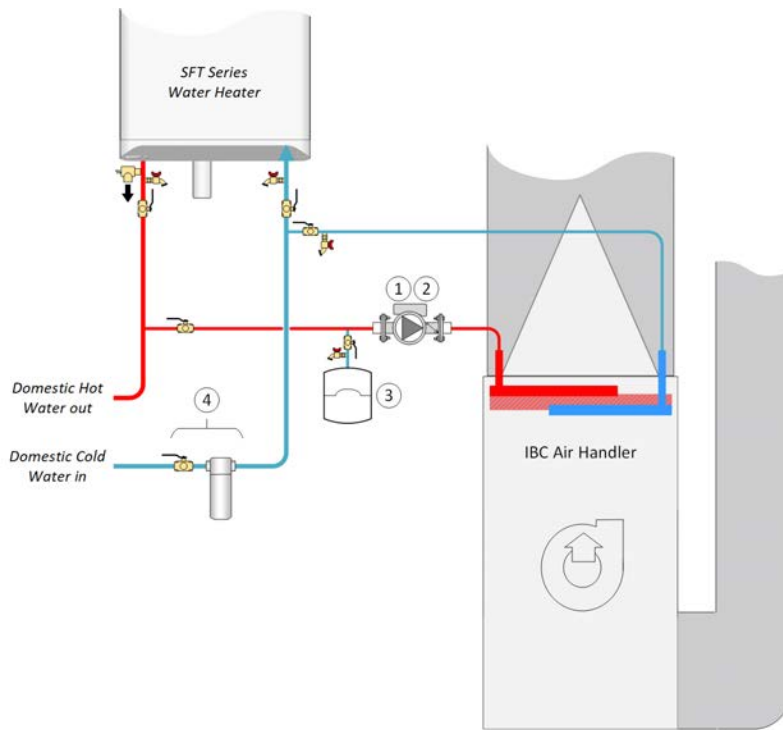 SFT Series
Water Heater
1 2
Domestic Hot
Water out
3
4
Domestic Cold
Water in
IBC Air Handler